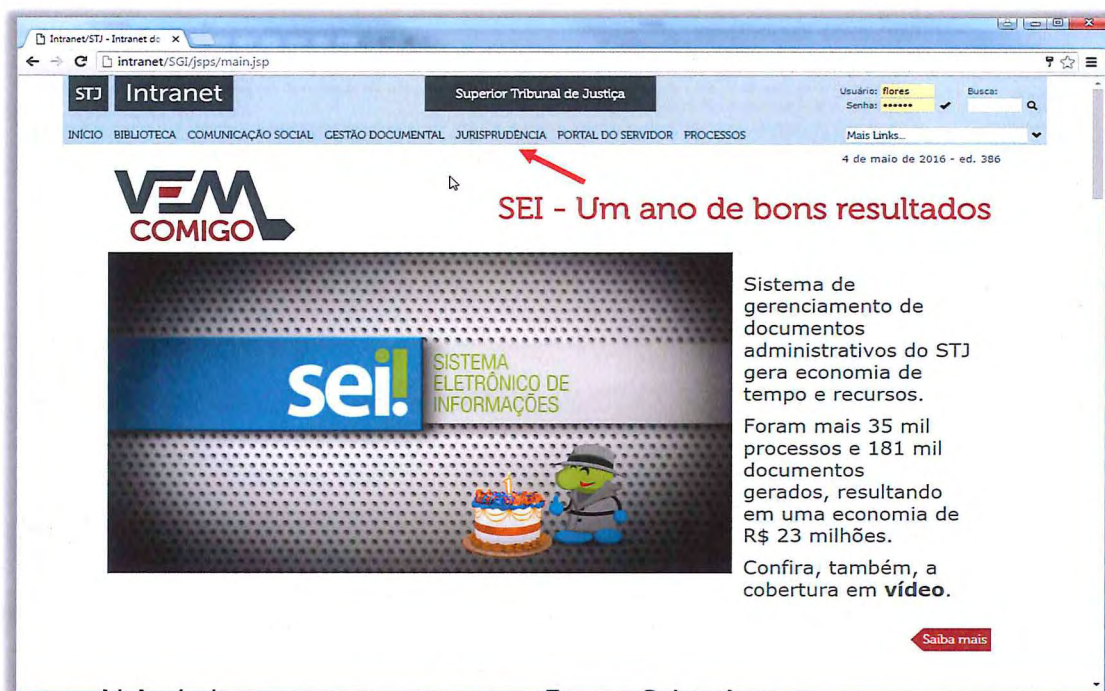 Intranet/STJ - Intranet do
intranet/SGI/jsps/main.jsp
STJ Intranet
Superior Tribunal de Justiça
Usuário: flores
Busca:
Senha: ••••••
INÍCIO BIBLIOTECA COMUNICAÇÃO SOCIAL GESTÃO DOCUMENTAL JURISPRUDÊNCIA PORTAL DO SERVIDOR PROCESSOS
Mais Links...
4 de maio de 2016 - ed. 386
VEM
COMIGO
SEI - Um ano de bons resultados
sei!
SISTEMA
ELETRÔNICO DE
INFORMAÇÕES
1
Sistema de
gerenciamento de
documentos
administrativos do STJ
gera economia de
tempo e recursos.
Foram mais 35 mil
processos e 181 mil
documentos
gerados, resultando
em uma economia de
R$ 23 milhões.
Confira, também, a
cobertura em vídeo.
Saiba mais